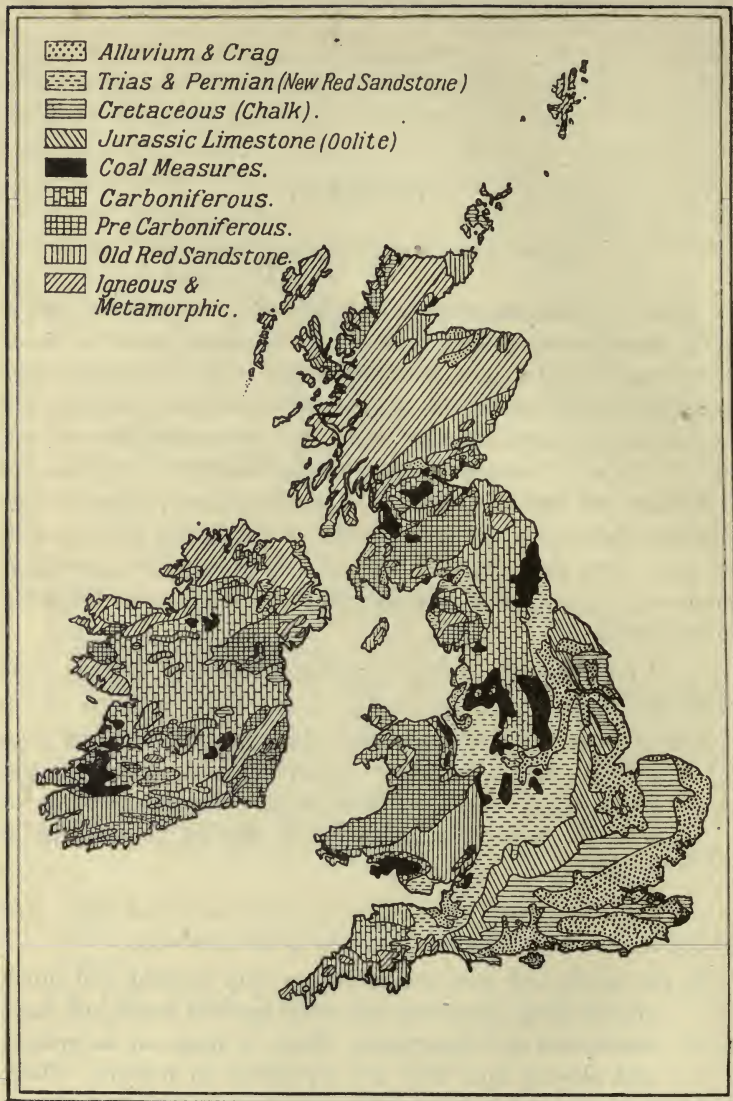 Alluvium & Crag
Trias & Permian (New Red Sandstone)
Cretaceous (Chalk).
Jurassic Limestone (Oolite)
Coal Measures.
Carboniferous.
Pre Carboniferous.
Old Red Sandstone.
Igneous &
Metamorphic.